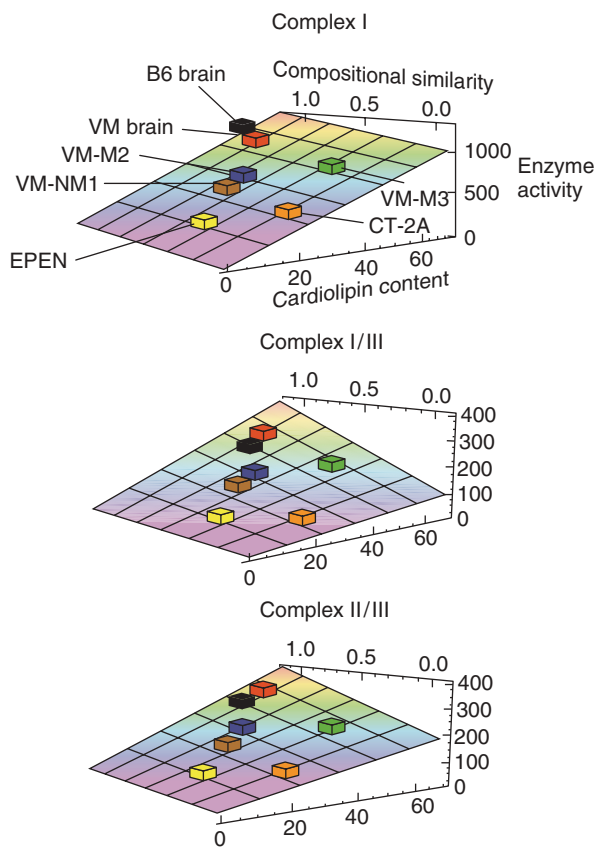 Complex I
B6 brain
Compositional similarity
1.0 0.5 0.0
VM brain
VM-M2
VM-NM1
EPEN
1000
500
0
Enzyme
activity
VM-M3
CT-2A
0 20 40 60
Cardiolipin content
Complex I/III
1.0 0.5 0.0
400
300
200
100
0
0 20 40 60
Complex II/III
1.0 0.5 0.0
400
300
200
100
0
0 20 40 60